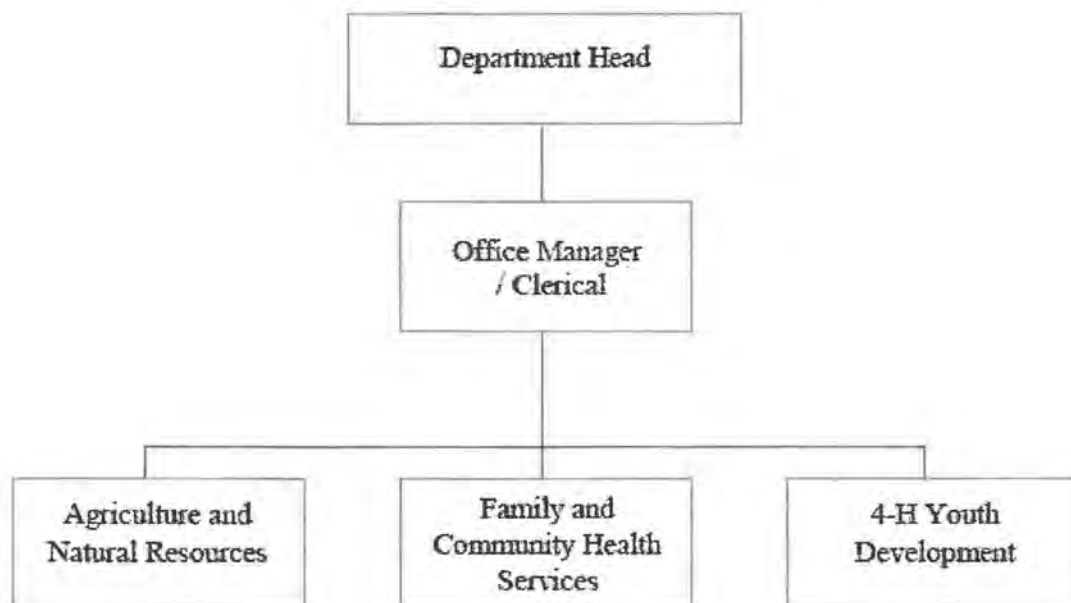 Department Head
Office Manager
/ Clerical
Agriculture and
Natural Resources
Family and
Community Health
Services
4-H Youth
Development